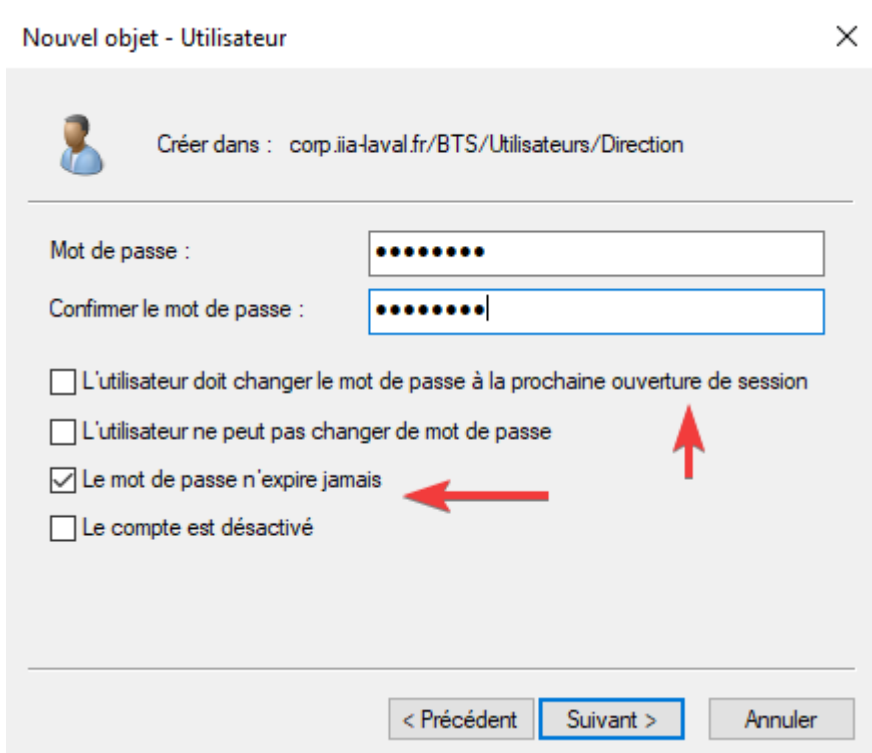 Nouvel objet - Utilisateur
Créer dans : corp.iia-laval.fr/BTS/Utilisateurs/Direction
Mot de passe : ••••••••
Confirmer le mot de passe : ••••••••
L'utilisateur doit changer le mot de passe à la prochaine ouverture de session
L'utilisateur ne peut pas changer de mot de passe
Le mot de passe n'expire jamais
Le compte est désactivé
< Précédent Suivant > Annuler